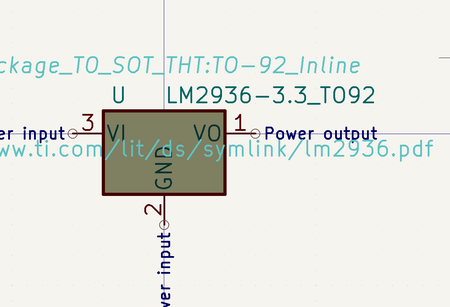 ckage_TO_SOT_THT:TO-92_Inline
U LM2936-3.3_TO92
er input 3 VI VO 1 Power output
ww.ti.com/lit/ds/symlink/lm2936.pdf
GND
2
wer input